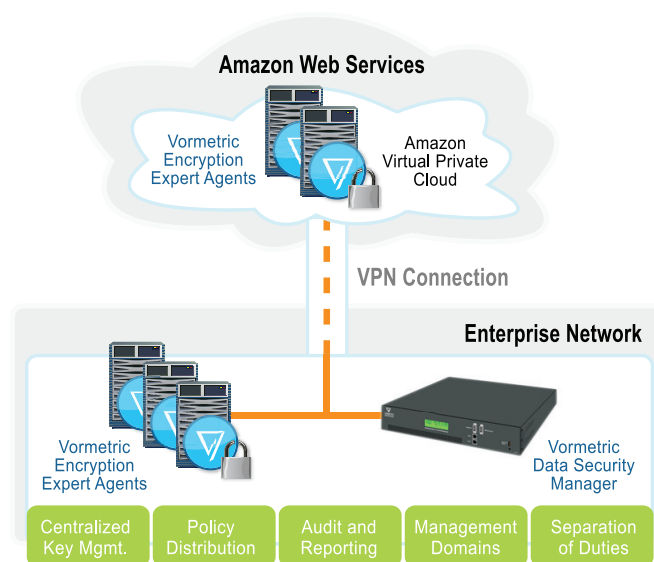 Amazon Web Services
Vormetric
Encryption
Expert Agents
Amazon
Virtual Private
Cloud
VPN Connection
Enterprise Network
Vormetric
Encryption
Expert Agents
Vormetric
Data Security
Manager
Centralized
Key Mgmt.
Policy
Distribution
Audit and
Reporting
Management
Domains
Separation
of Duties